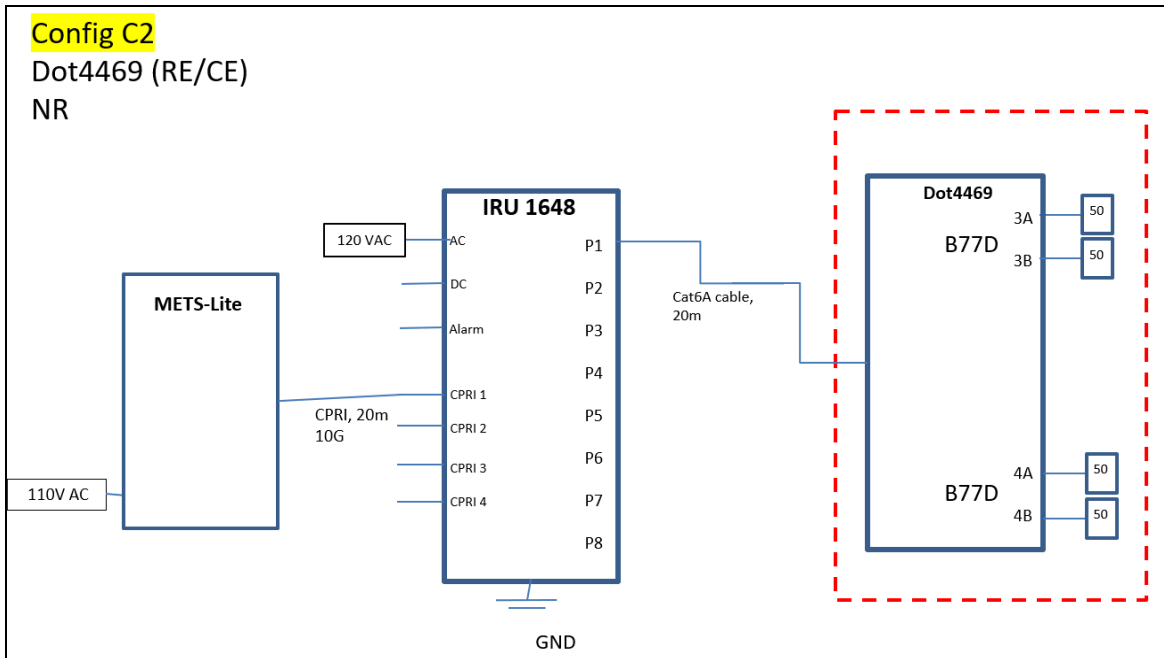 Config C2
Dot4469 (RE/CE)
NR
METS-Lite
110V AC
CPRI, 20m
10G
120 VAC
IRU 1648
AC
DC
Alarm
CPRI 1
CPRI 2
CPRI 3
CPRI 4
P1
P2
P3
P4
P5
P6
P7
P8
GND
Cat6A cable,
20m
Dot4469
B77D
3A
50
3B
50
B77D
4A
50
4B
50